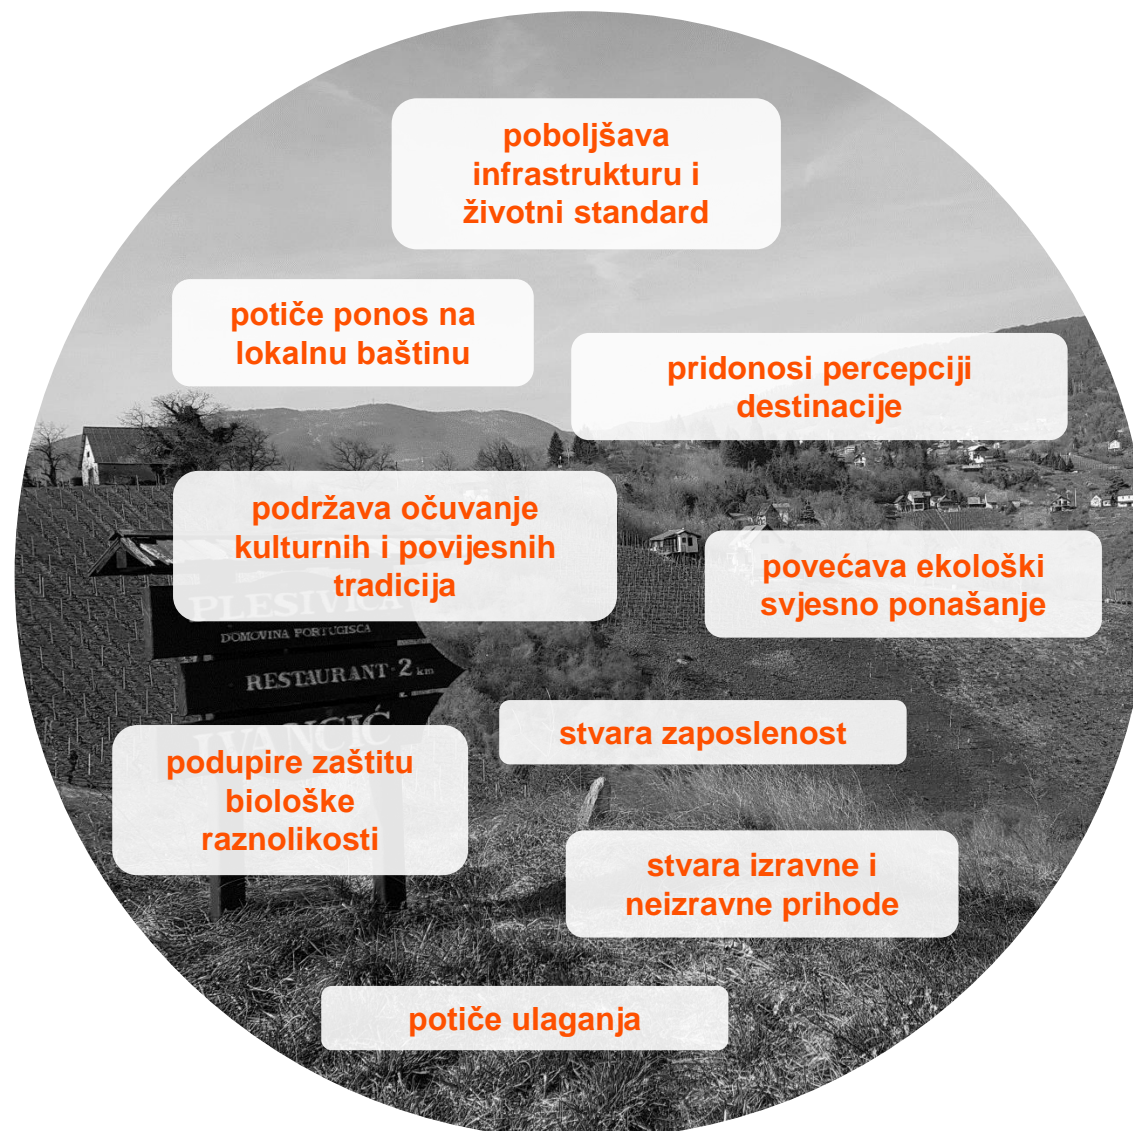 poboljšava
infrastrukturu i
životni standard
potiče ponos na
lokalnu baštinu
pridonosi percepciji
destinacije
podržava očuvanje
kulturnih i povijesnih
tradicija
povećava ekološki
svjesno ponašanje
PLESIVICA
DOMOVINA PORTUGISCA
RESTAURANT 2 km
IVANCIĆ
stvara zaposlenost
podupire zaštitu
biološke
raznolikosti
stvara izravne i
neizravne prihode
potiče ulaganja